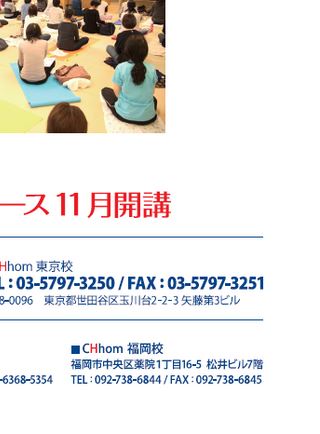 ース 11月開講
CHhom 東京校
L：03-5797-3250 / FAX：03-5797-3251
8-0096 東京都世田谷区玉川台2-2-3 矢藤第3ビル
■CHhom 福岡校
福岡市中央区薬院1丁目16-5 松井ビル7階
-6368-5354
TEL：092-738-6844 / FAX：092-738-6845